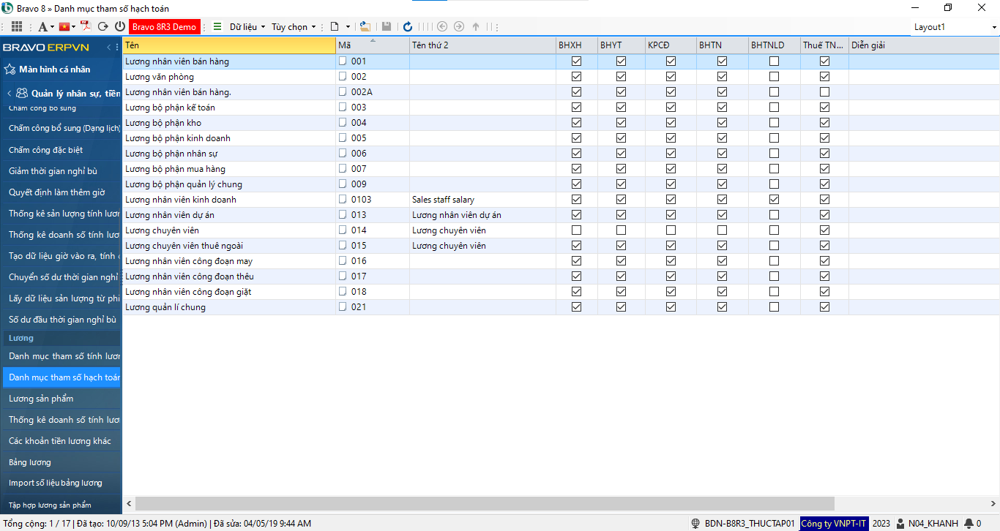 Bravo 8 » Danh mục tham số hạch toán
A PDF Bravo 8R3 Demo Dữ liệu Tùy chọn Layout1
BRAVO ERPVN
Màn hình cá nhân
Quản lý nhân sự, tiền
Chấm công bổ sung
Chấm công bổ sung (Dạng lịch)
Chấm công đặc biệt
Giảm thời gian nghỉ bù
Quyết định làm thêm giờ
Thống kê sản lượng tính lươn
Thống kê doanh số tính lươ
Tạo dữ liệu giờ vào ra, tính
Chuyển số dư thời gian nghỉ
Lấy dữ liệu sản lượng từ phi
Số dư đầu thời gian nghỉ bù
Lương
Danh mục tham số tính lươn
Danh mục tham số hạch toán
Lương sản phẩm
Thống kê doanh số tính lươ
Các khoản tiền lương khác
Bảng lương
Import số liệu bảng lương
Tập hợp lương sản phẩm
Tên Mã Tên thứ 2 BHXH BHYT KPCĐ BHTN BHTNLD Thuế TN... Diễn giải
Lương nhân viên bán hàng 001
Lương văn phòng 002
Lương nhân viên bán hàng. 002A
Lương bộ phận kế toán 003
Lương bộ phận kho 004
Lương bộ phận kinh doanh 005
Lương bộ phận nhân sự 006
Lương bộ phận mua hàng 007
Lương bộ phận quản lý chung 009
Lương nhân viên kinh doanh 0103 Sales staff salary
Lương nhân viên dự án 013 Lương nhân viên dự án
Lương chuyên viên 014 Lương chuyên viên
Lương chuyên viên thuê ngoài 015 Lương chuyên viên
Lương nhân viên công đoạn may 016
Lương nhân viên công đoạn thêu 017
Lương nhân viên công đoạn giặt 018
Lương quản lí chung 021
Tổng cộng: 1 / 17 | Đã tạo: 10/09/13 5:04 PM (Admin) | Đã sửa: 04/05/19 9:44 AM BDN-B8R3_THUCTAP01 Công ty VNPT-IT 2023 N04_KHANH 0